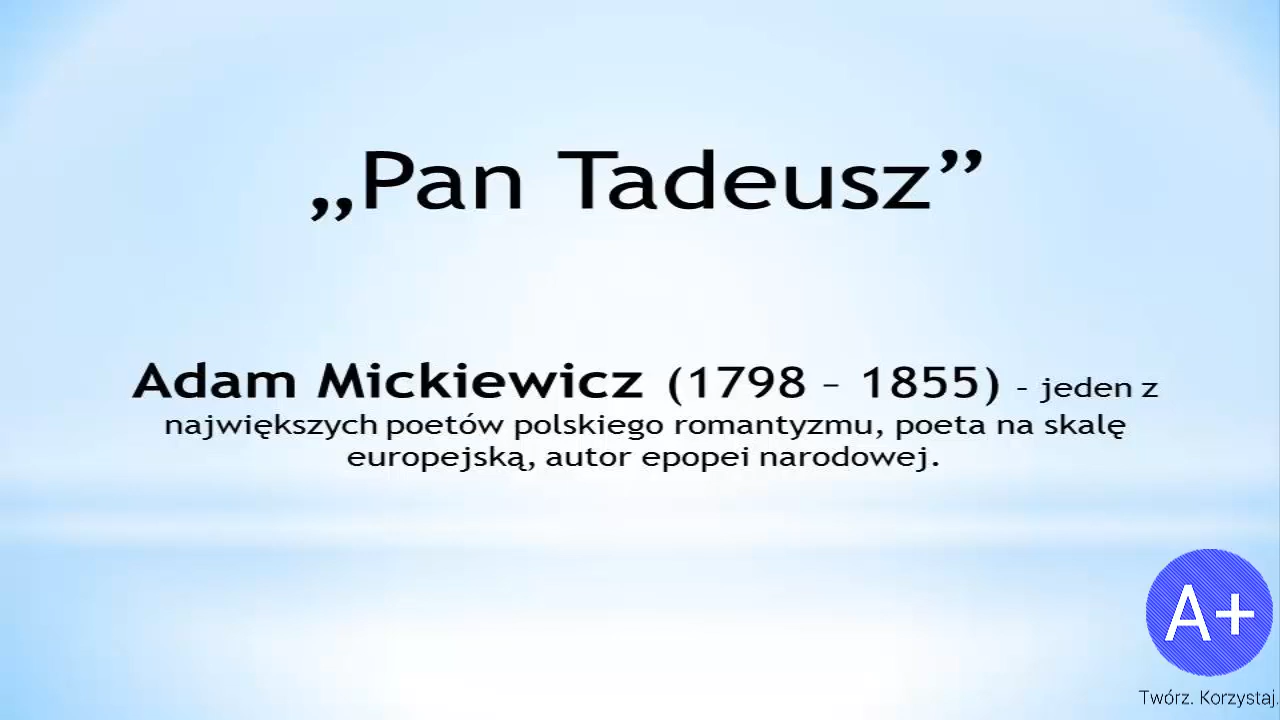 „Pan Tadeusz”
Adam Mickiewicz (1798 – 1855) – jeden z
największych poetów polskiego romantyzmu, poeta na skalę
europejską, autor epopei narodowej.
A+
Twórz. Korzystaj.